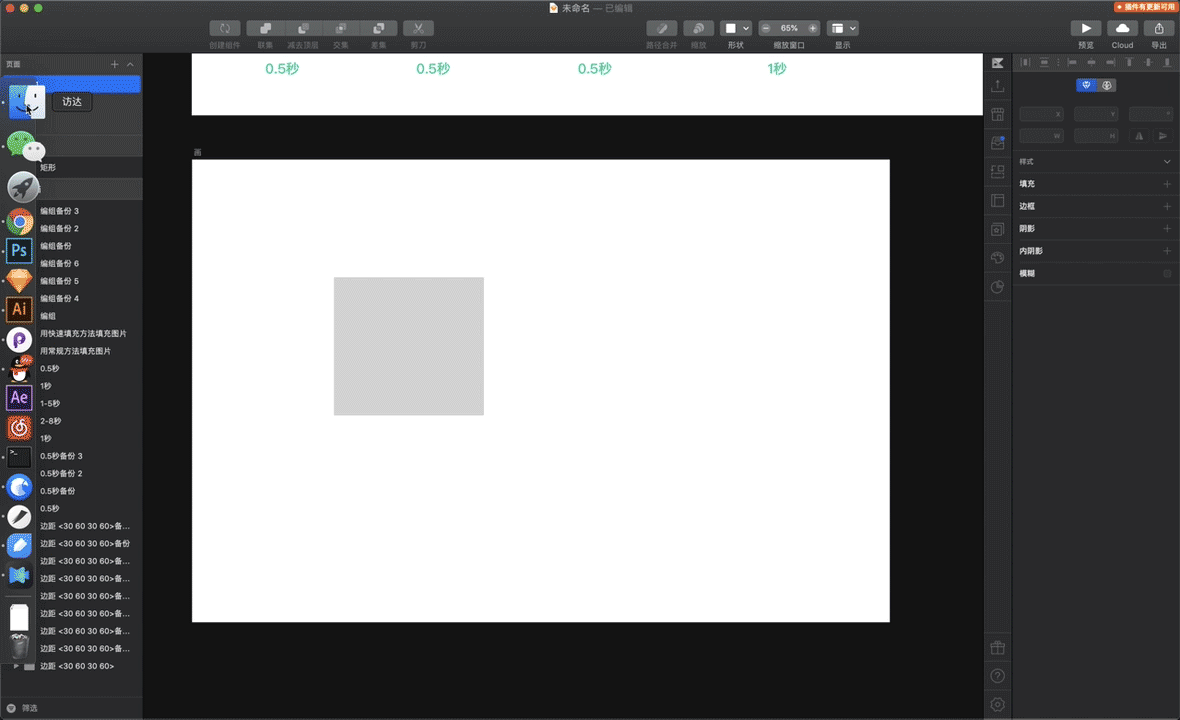 未命名 — 已编辑
插件有更新可用
65%
创建组件 联集 减去顶层 交集 差集 剪刀 路径合并 缩放 形状 缩放窗口 显示 预览 Cloud 导出
页面
0.5秒 0.5秒 0.5秒 1秒
访达
X Y
W H
画
矩形
样式
填充
边框
阴影
内阴影
模糊
编组备份 3
编组备份 2
Ps
编组备份
编组备份 6
编组备份 5
编组备份 4
Ai
编组
用快速填充方法填充图片
用常规方法填充图片
0.5秒
1秒
Ae
1-5秒
2-8秒
1秒
0.5秒备份 3
0.5秒备份 2
0.5秒备份
0.5秒
边距 <30 60 30 60>备...
边距 <30 60 30 60>备份
边距 <30 60 30 60>备...
边距 <30 60 30 60>备...
边距 <30 60 30 60>备...
边距 <30 60 30 60>备...
边距 <30 60 30 60>备...
边距 <30 60 30 60>备...
边距 <30 60 30 60>
筛选